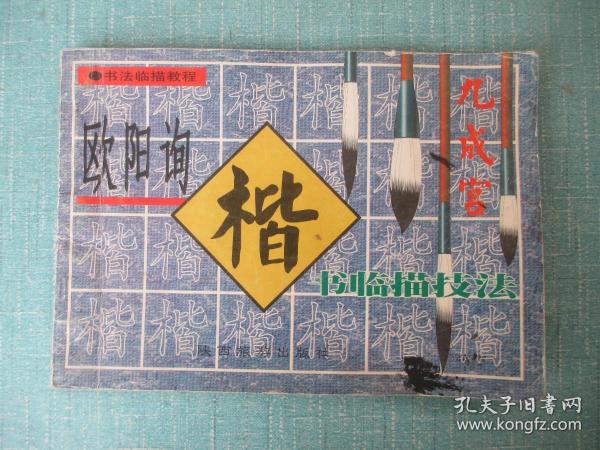 书法临描教程
欧阳询
楷
九成宫
书临描技法
陕西旅游出版社
孔夫子旧书网
www.kongfz.com